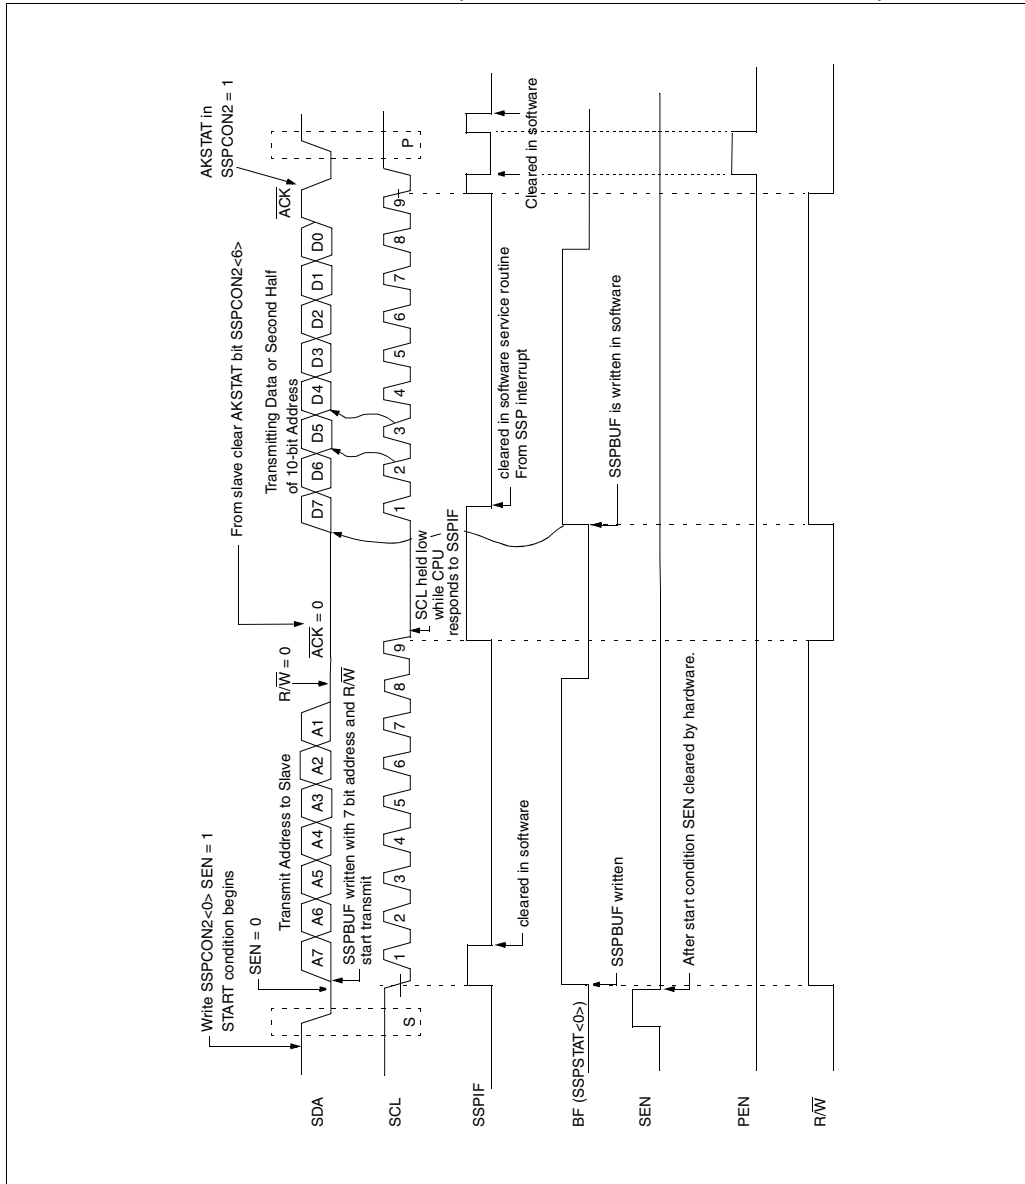 Write SSPCON2<0> SEN = 1
START condition begins
SEN = 0
Transmit Address to Slave
R/W = 0
From slave clear AKSTAT bit SSPCON2<6>
ACK = 0
Transmitting Data or Second Half
of 10-bit Address
AKSTAT in
SSPCON2 = 1
ACK
SDA
A7 A6 A5 A4 A3 A2 A1
D7 D6 D5 D4 D3 D2 D1 D0
SSPBUF written with 7 bit address and R/W
start transmit
SCL
S
1 2 3 4 5 6 7 8 9
1 2 3 4 5 6 7 8 9
P
SCL held low
while CPU
responds to SSPIF
SSPIF
cleared in software
cleared in software service routine
From SSP interrupt
Cleared in software
BF (SSPSTAT<0>)
SSPBUF written
SSPBUF is written in software
SEN
After start condition SEN cleared by hardware.
PEN
R/W